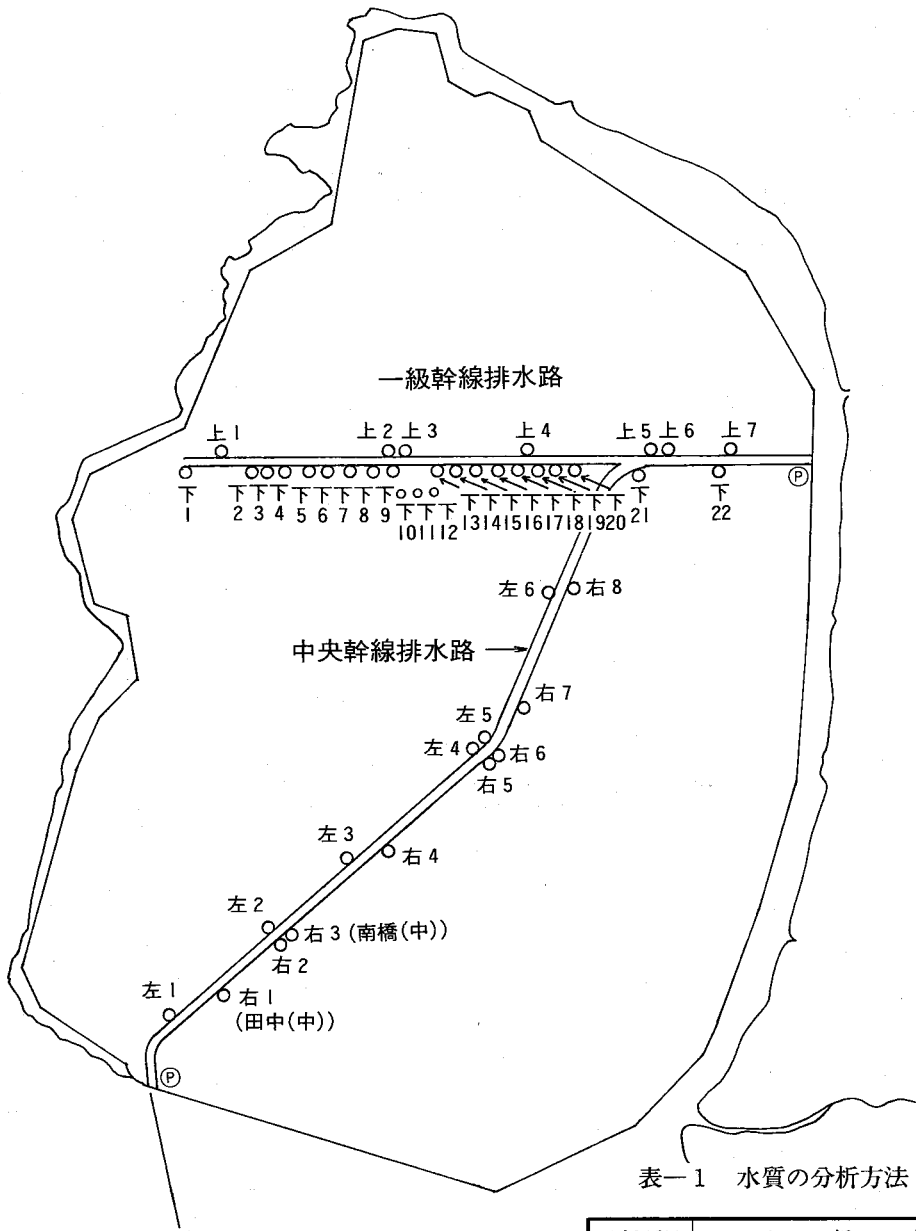 一級幹線排水路
上1
上2
上3
上4
上5
上6
上7
Ⓟ
下1
下2
下3
下4
下5
下6
下7
下8
下9
下10
下11
下12
下13
下14
下15
下16
下17
下18
下19
下20
下21
下22
左6
右8
中央幹線排水路
右7
左5
左4
右6
右5
左3
右4
左2
右3(南橋(中))
右2
左1
右1
(田中(中))
Ⓟ
表―1 水質の分析方法